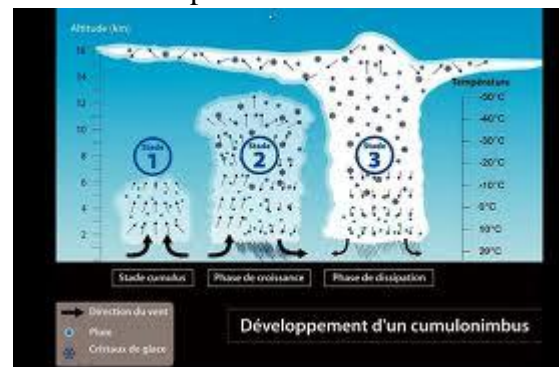 Altitude (km)
16
14
12
10
8
6
4
2
Température
-50°C
-40°C
-30°C
-20°C
-10°C
0°C
10°C
20°C
Stade
1
Stade
2
Stade
3
Stade cumulus
Phase de croissance
Phase de dissipation
Direction du vent
Pluie
Cristaux de glace
Développement d'un cumulonimbus